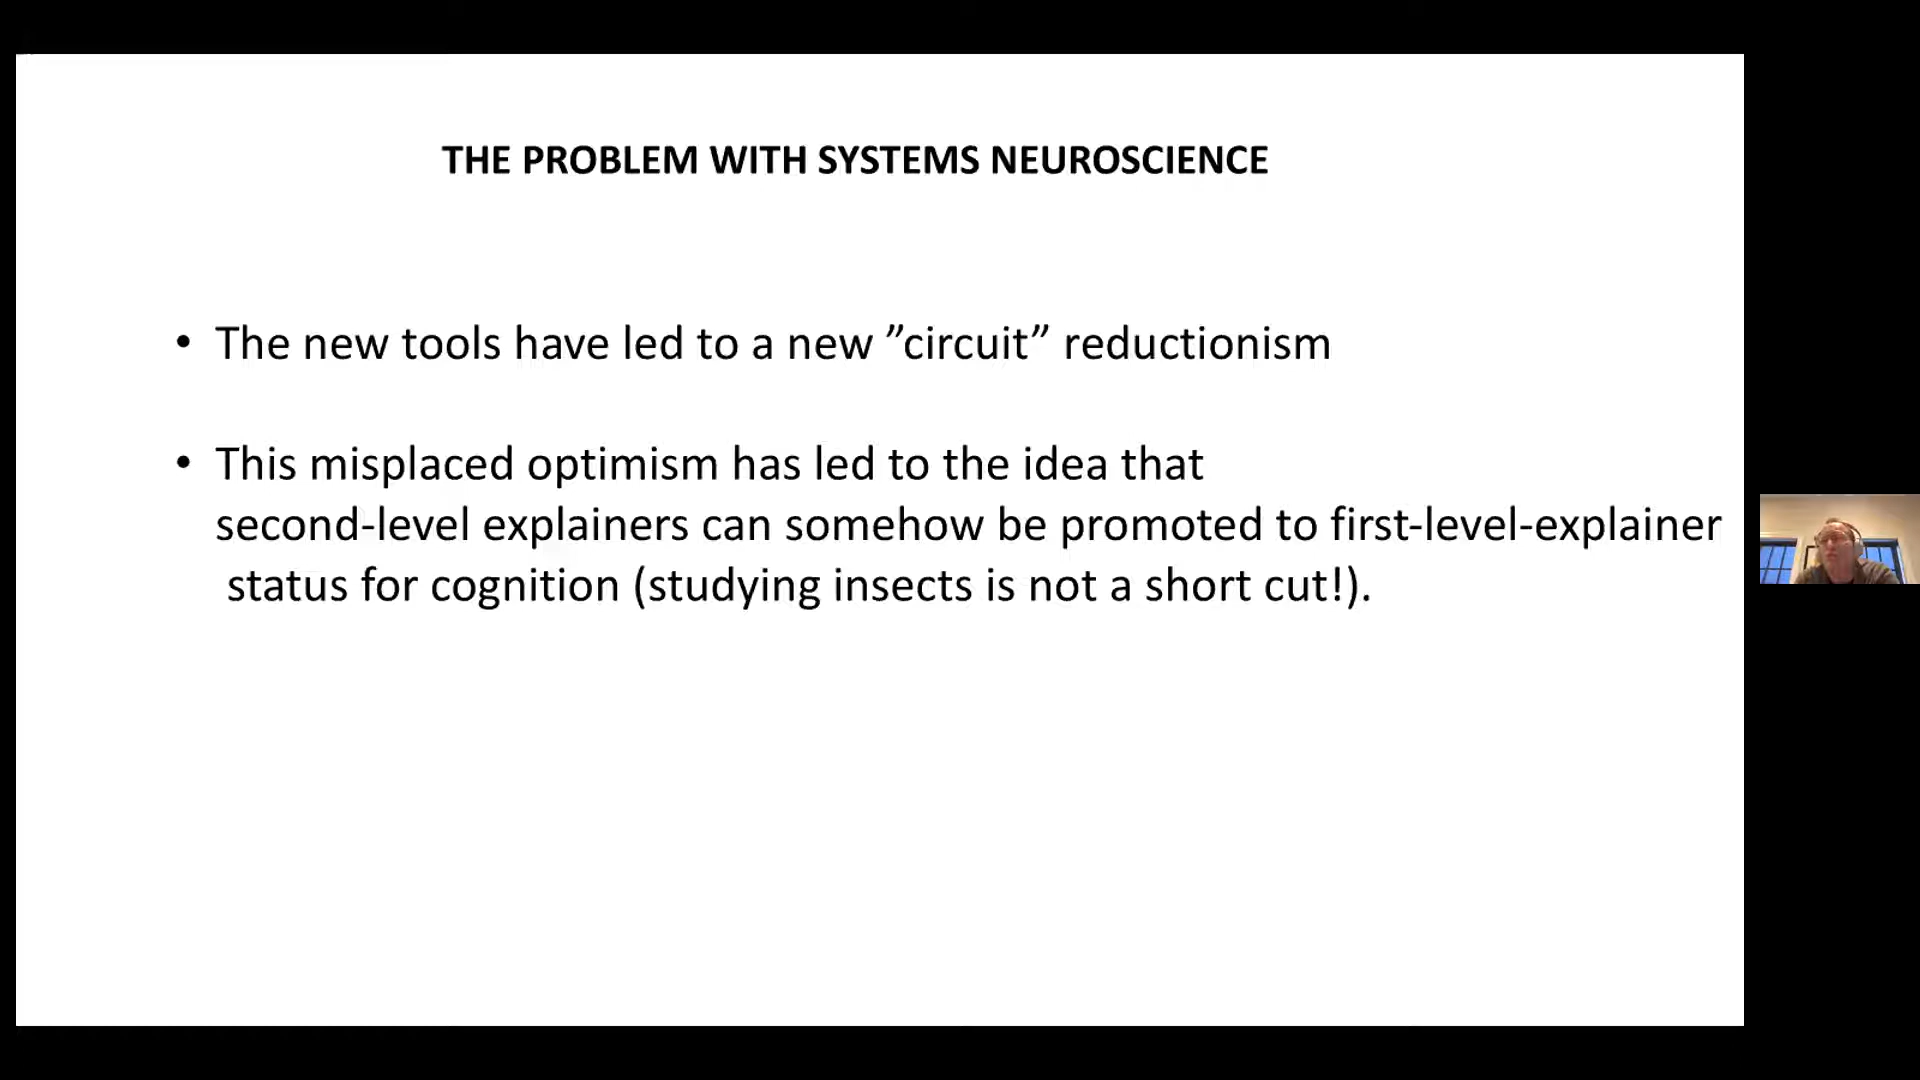 THE PROBLEM WITH SYSTEMS NEUROSCIENCE
• The new tools have led to a new ”circuit” reductionism
• This misplaced optimism has led to the idea that
second-level explainers can somehow be promoted to first-level-explainer
status for cognition (studying insects is not a short cut!).